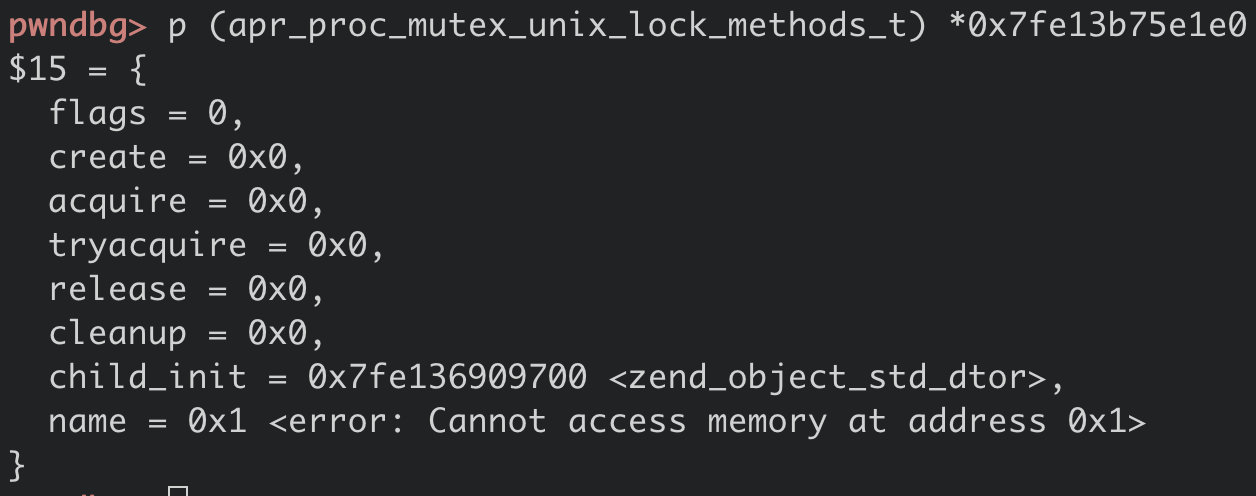 pwndbg> p (apr_proc_mutex_unix_lock_methods_t) *0x7fe13b75e1e0
$15 = {
  flags = 0,
  create = 0x0,
  acquire = 0x0,
  tryacquire = 0x0,
  release = 0x0,
  cleanup = 0x0,
  child_init = 0x7fe136909700 <zend_object_std_dtor>,
  name = 0x1 <error: Cannot access memory at address 0x1>
}